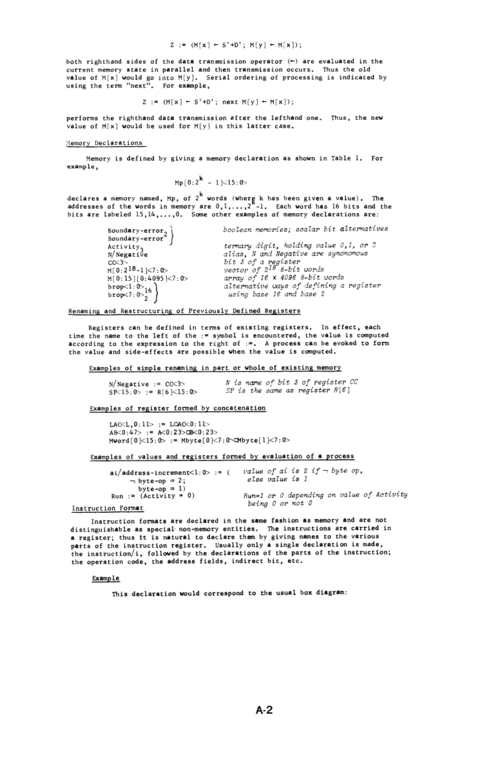 Z := (M[x] ← S'+D'; M[y] ← M[x]);
both righthand sides of the data transmission operator (←) are evaluated in the
current memory state in parallel and then transmission occurs. Thus the old
value of M[x] would go into M[y]. Serial ordering of processing is indicated by
using the term "next". For example,
Z := (M[x] ← S'+D'; next M[y] ← M[x]);
performs the righthand data transmission after the lefthand one. Thus, the new
value of M[x] would be used for M[y] in this latter case.
Memory Declarations
Memory is defined by giving a memory declaration as shown in Table 1. For
example,
Mp[0:2^k - 1]<15:0>
declares a memory named, Mp, of 2^k words (where k has been given a value). The
addresses of the words in memory are 0,1,...,2^k-1. Each word has 16 bits and the
bits are labeled 15,14,...,0. Some other examples of memory declarations are:
Boundary-error_2 } boolean memories; scalar bit alternatives
Boundary-error
Activity_3 ternary digit, holding value 0,1, or 2
N/Negative alias, N and Negative are synonomous
CC<3> bit 3 of a register
M[0:2^18-1]<7:0> vector of 2^18 8-bit words
M[0:15][0:4095]<7:0> array of 16 x 4096 8-bit words
brop<1:0>_16 } alternative ways of defining a register
brop<7:0>_2 using base 16 and base 2
Renaming and Restructuring of Previously Defined Registers
Registers can be defined in terms of existing registers. In effect, each
time the name to the left of the := symbol is encountered, the value is computed
according to the expression to the right of :=. A process can be evoked to form
the value and side-effects are possible when the value is computed.
Examples of simple renaming in part or whole of existing memory
N/Negative := CC<3> N is name of bit 3 of register CC
SP<15:0> := R[6]<15:0> SP is the same as register R[6]
Examples of register formed by concatenation
LAC<L,0:11> := L□AC<0:11>
AB<0:47> := A<0:23>□B<0:23>
Mword[0]<15:0> := Mbyte[0]<7:0>□Mbyte[1]<7:0>
Examples of values and registers formed by evaluation of a process
ai/address-increment<1:0> := ( value of ai is 2 if ¬ byte op,
¬ byte-op = 2; else value is 1
byte-op = 1)
Run := (Activity = 0) Run=1 or 0 depending on value of Activity
being 0 or not 0
Instruction Format
Instruction formats are declared in the same fashion as memory and are not
distinguishable as special non-memory entities. The instructions are carried in
a register; thus it is natural to declare them by giving names to the various
parts of the instruction register. Usually only a single declaration is made,
the instruction/i, followed by the declarations of the parts of the instruction;
the operation code, the address fields, indirect bit, etc.
Example
This declaration would correspond to the usual box diagram:
A-2